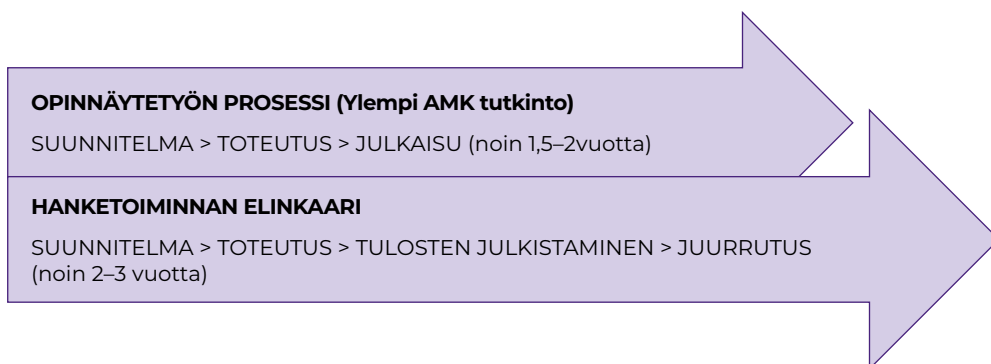 OPINNÄYTETYÖN PROSESSI (Ylempi AMK tutkinto)
SUUNNITELMA > TOTEUTUS > JULKAISU (noin 1,5–2vuotta)
HANKETOIMINNAN ELINKAARI
SUUNNITELMA > TOTEUTUS > TULOSTEN JULKISTAMINEN > JUURRUTUS
(noin 2–3 vuotta)